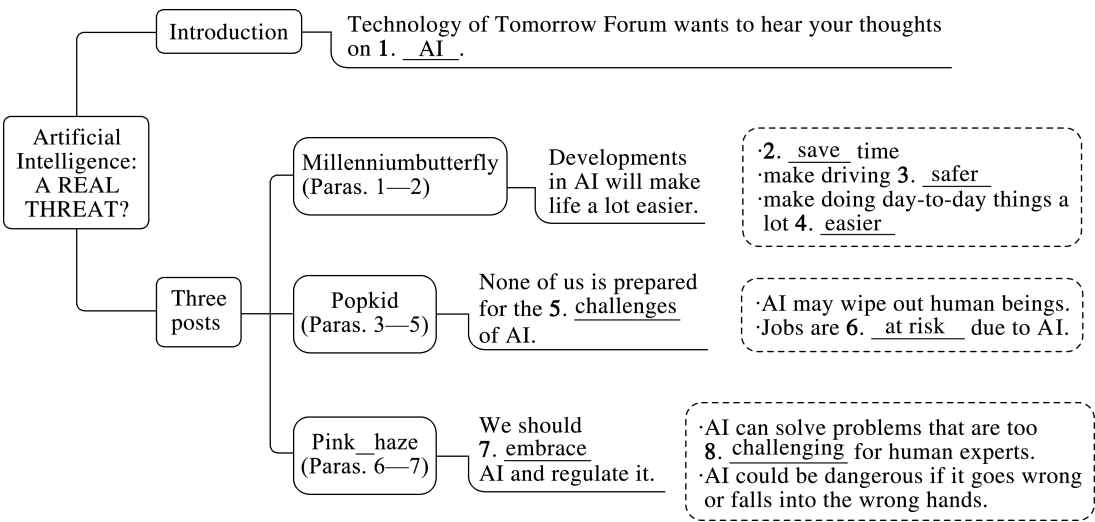 Introduction
Technology of Tomorrow Forum wants to hear your thoughts
on 1. AI .
Artificial
Intelligence:
A REAL
THREAT?
Millenniumbutterfly
(Paras. 1—2)
Developments
in AI will make
life a lot easier.
·2. save time
·make driving 3. safer
·make doing day-to-day things a
lot 4. easier
Three
posts
Popkid
(Paras. 3—5)
None of us is prepared
for the 5. challenges
of AI.
·AI may wipe out human beings.
·Jobs are 6. at risk due to AI.
Pink_haze
(Paras. 6—7)
We should
7. embrace
AI and regulate it.
·AI can solve problems that are too
8. challenging for human experts.
·AI could be dangerous if it goes wrong
or falls into the wrong hands.